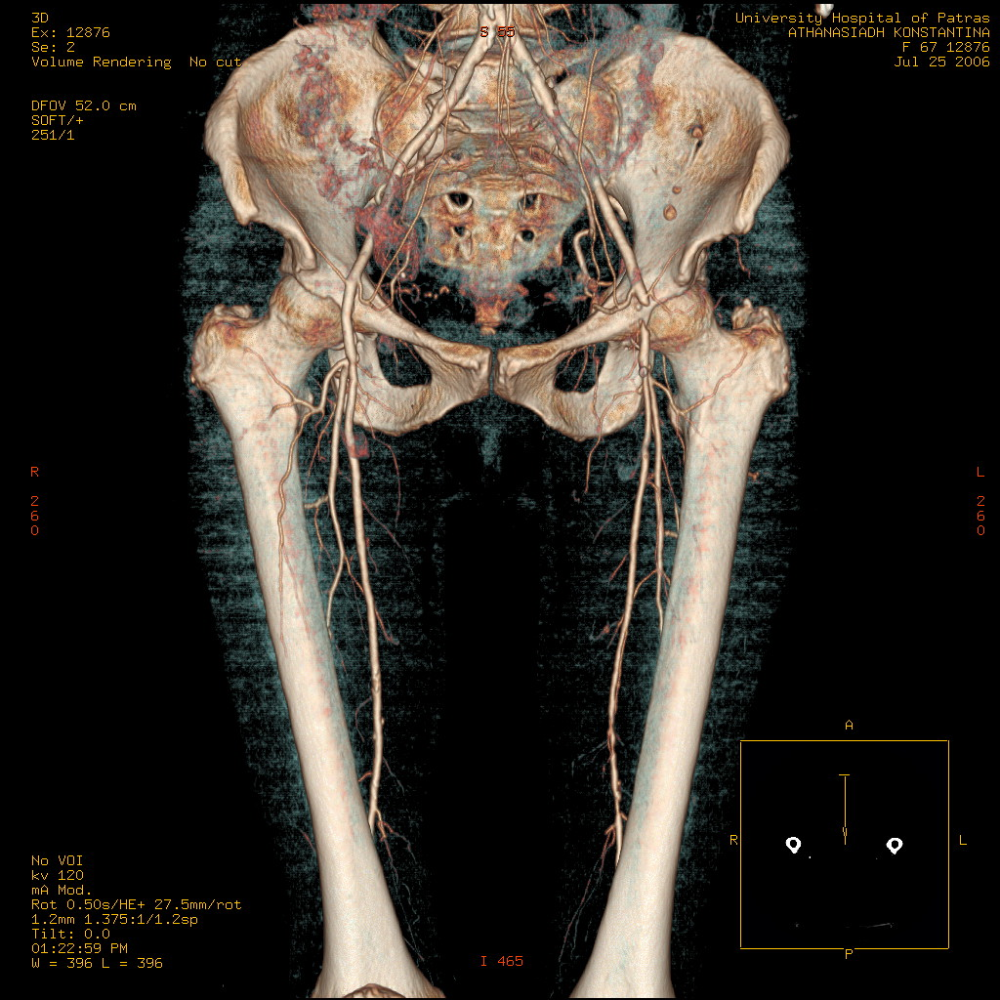 3D
Ex: 12876
Se: 2
Volume Rendering No cut
DFOV 52.0 cm
SOFT/+
251/1
S 55
University Hospital of Patras
ATHANASIADH KONSTANTINA
F 67 12876
Jul 25 2006
R
2
6
0
L
2
6
0
No VOI
kv 120
mA Mod.
Rot 0.50s/HE+ 27.5mm/rot
1.2mm 1.375:1/1.2sp
Tilt: 0.0
01:22:59 PM
W = 396 L = 396
I 465
A
R
L
P